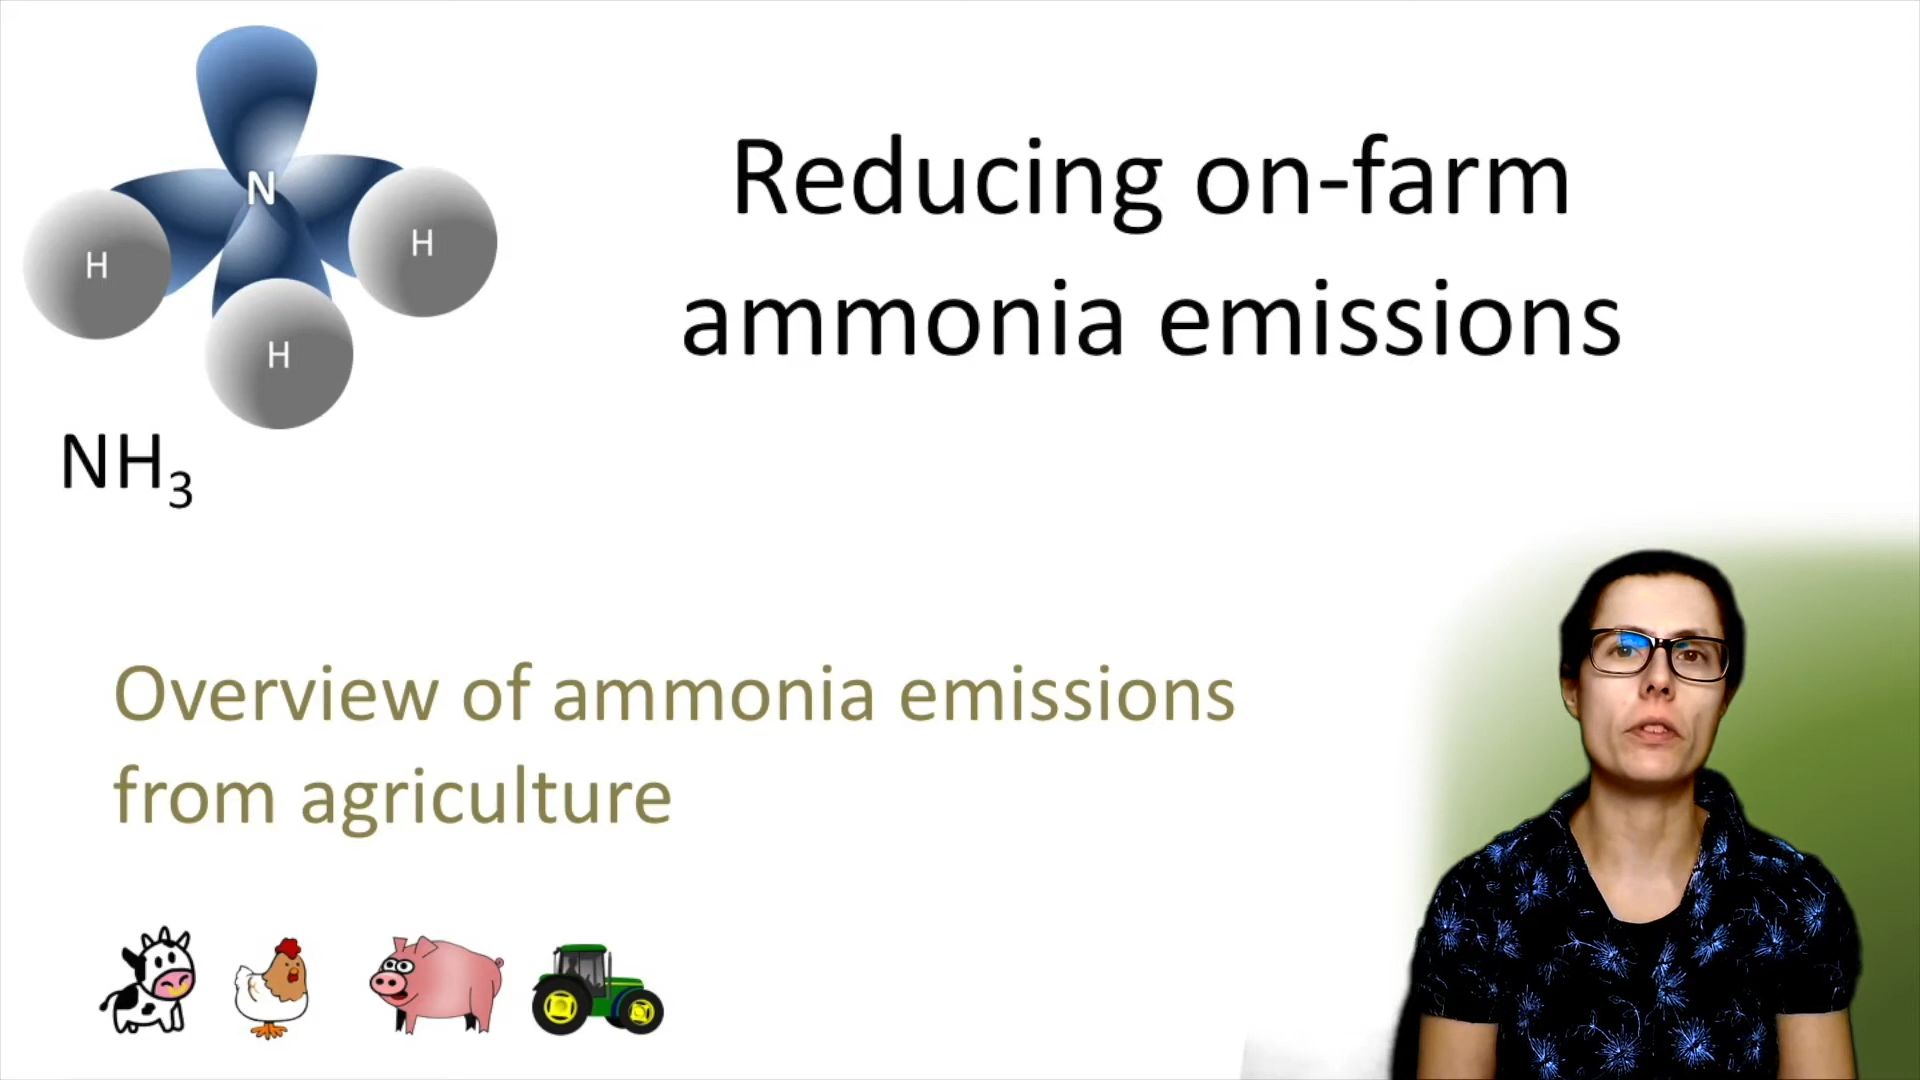 N
H
H
H
NH₃
Reducing on-farm
ammonia emissions
Overview of ammonia emissions
from agriculture